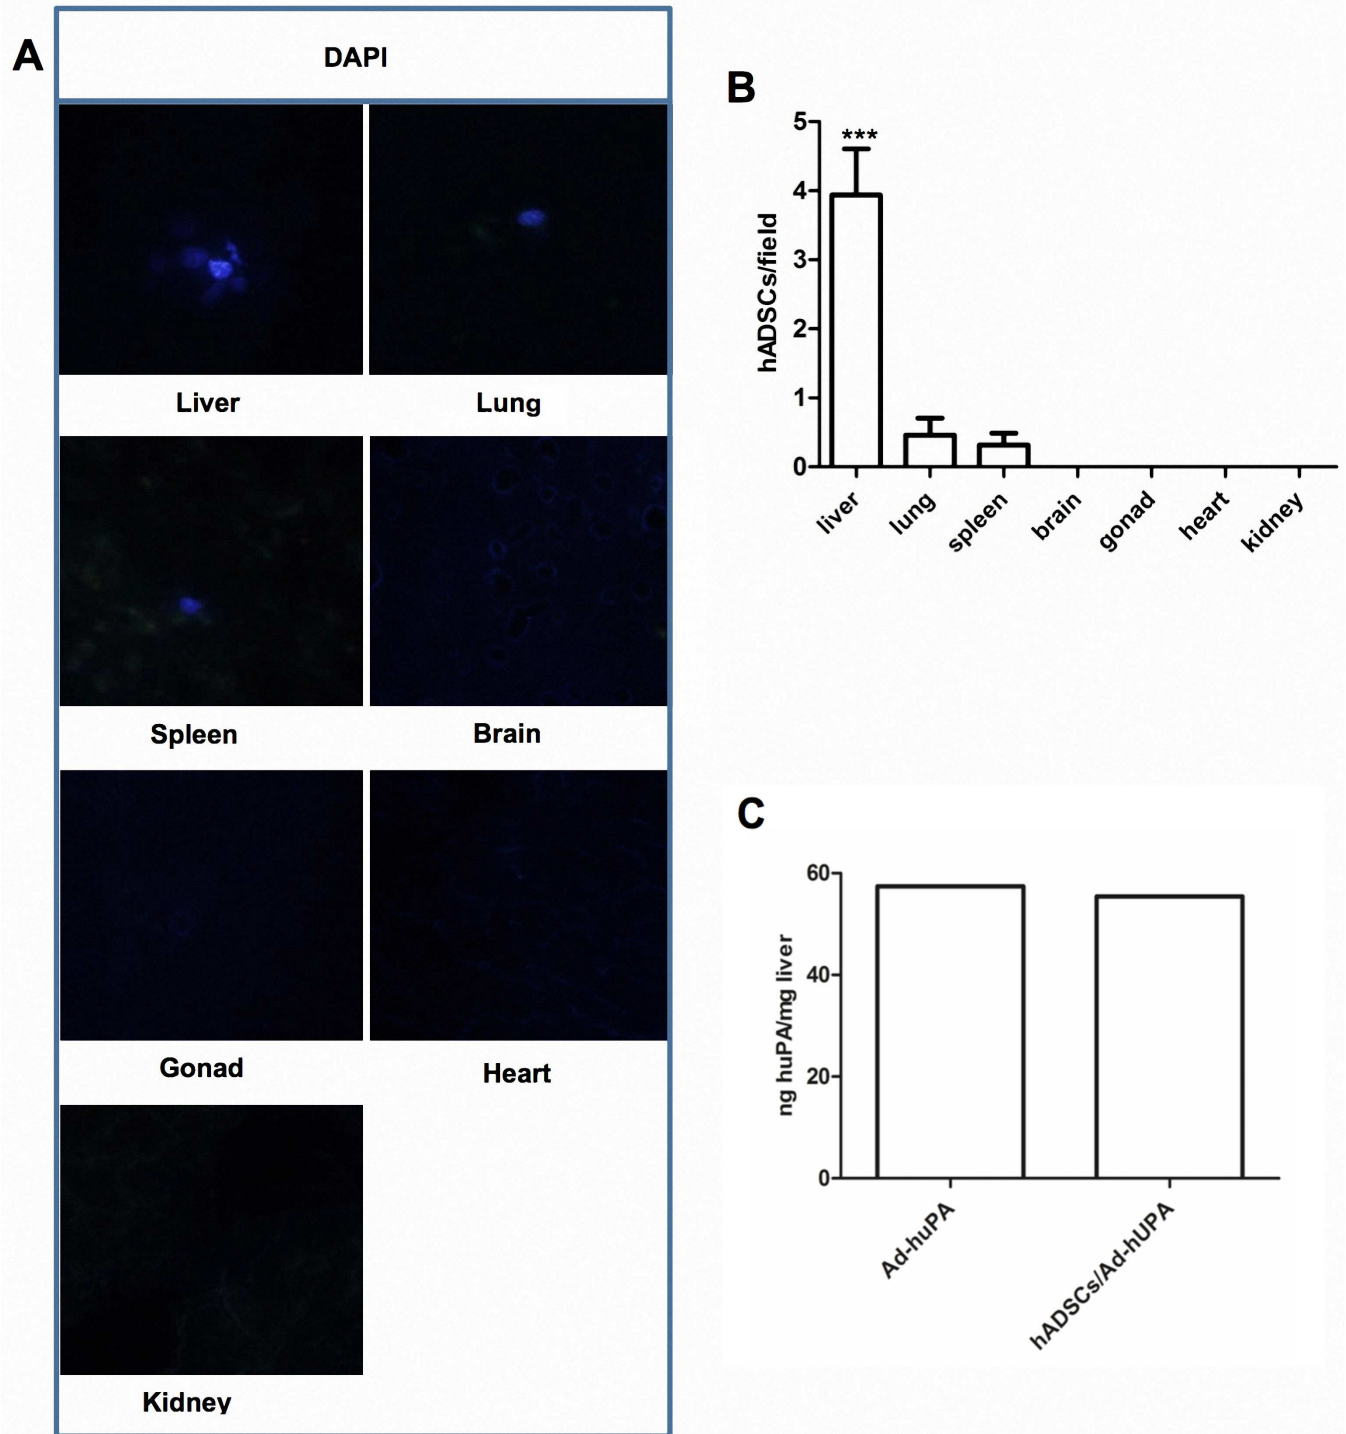 A
DAPI
Liver
Lung
Spleen
Brain
Gonad
Heart
Kidney
B
hADSCs/field
5
4
3
2
1
0
***
liver
lung
spleen
brain
gonad
heart
kidney
C
ng huPA/mg liver
60
40
20
0
Ad-huPA
hADSCs/Ad-hUPA